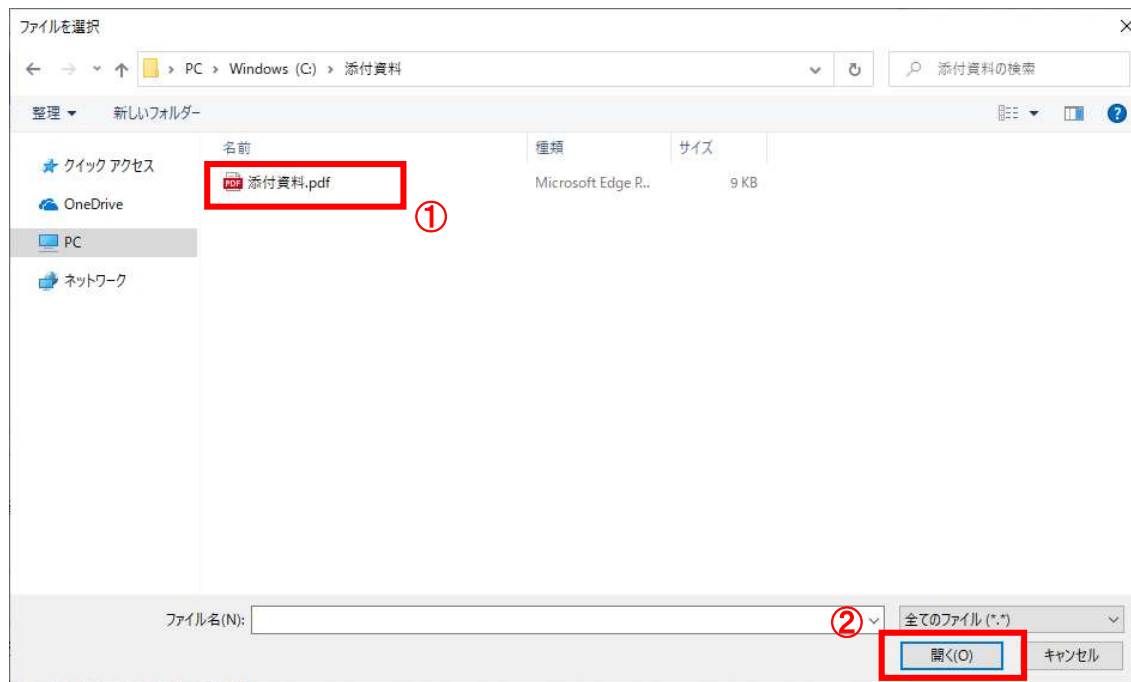 ファイルを選択
PC › Windows (C:) › 添付資料
添付資料の検索
整理
新しいフォルダー
名前
種類
サイズ
クイック アクセス
PDF 添付資料.pdf
Microsoft Edge P...
9 KB
①
OneDrive
PC
ネットワーク
ファイル名(N):
②
全てのファイル (*.*)
開く(O)
キャンセル